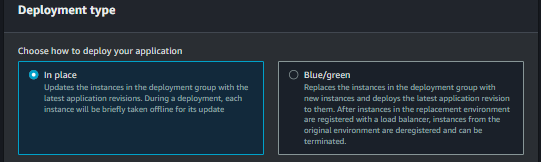 Deployment type
Choose how to deploy your application
In place
Updates the instances in the deployment group with the
latest application revisions. During a deployment, each
instance will be briefly taken offline for its update
Blue/green
Replaces the instances in the deployment group with
new instances and deploys the latest application revision
to them. After instances in the replacement environment
are registered with a load balancer, instances from the
original environment are deregistered and can be
terminated.